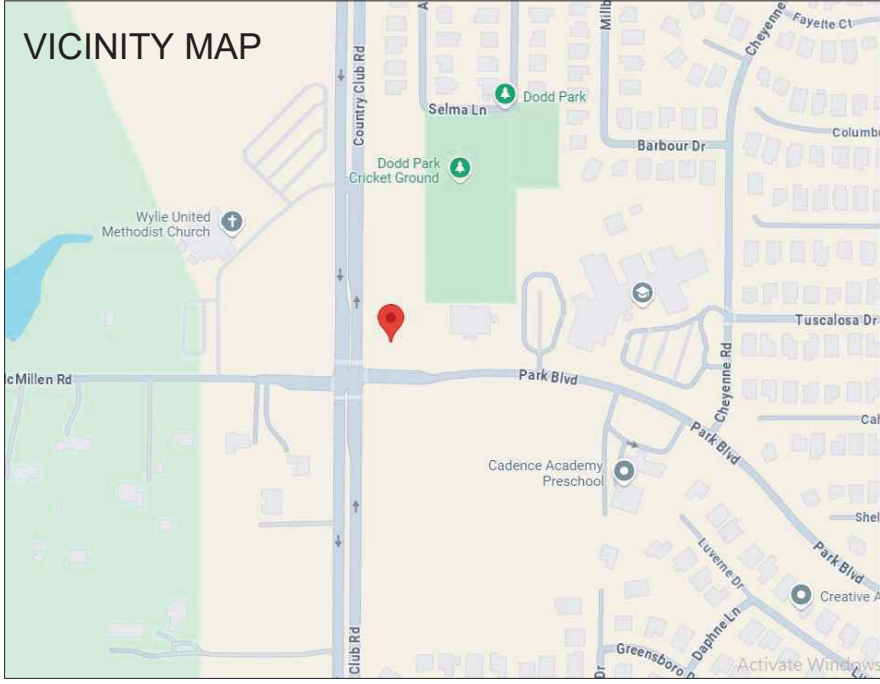 VICINITY MAP
Country Club Rd
Millb
Cheyenne
Fayette Ct
Dodd Park
Selma Ln
Columbu
Barbour Dr
Dodd Park
Cricket Ground
Wylie United
Methodist Church
Tuscalosa Dr
Cheyenne Rd
cMillen Rd
Park Blvd
Cal
Park Blvd
Cadence Academy
Preschool
Shel
Park Blvd
Luverne Dr
Creative A
Daphne Ln
Club Rd
Dr
Greensboro D
Activate Windows